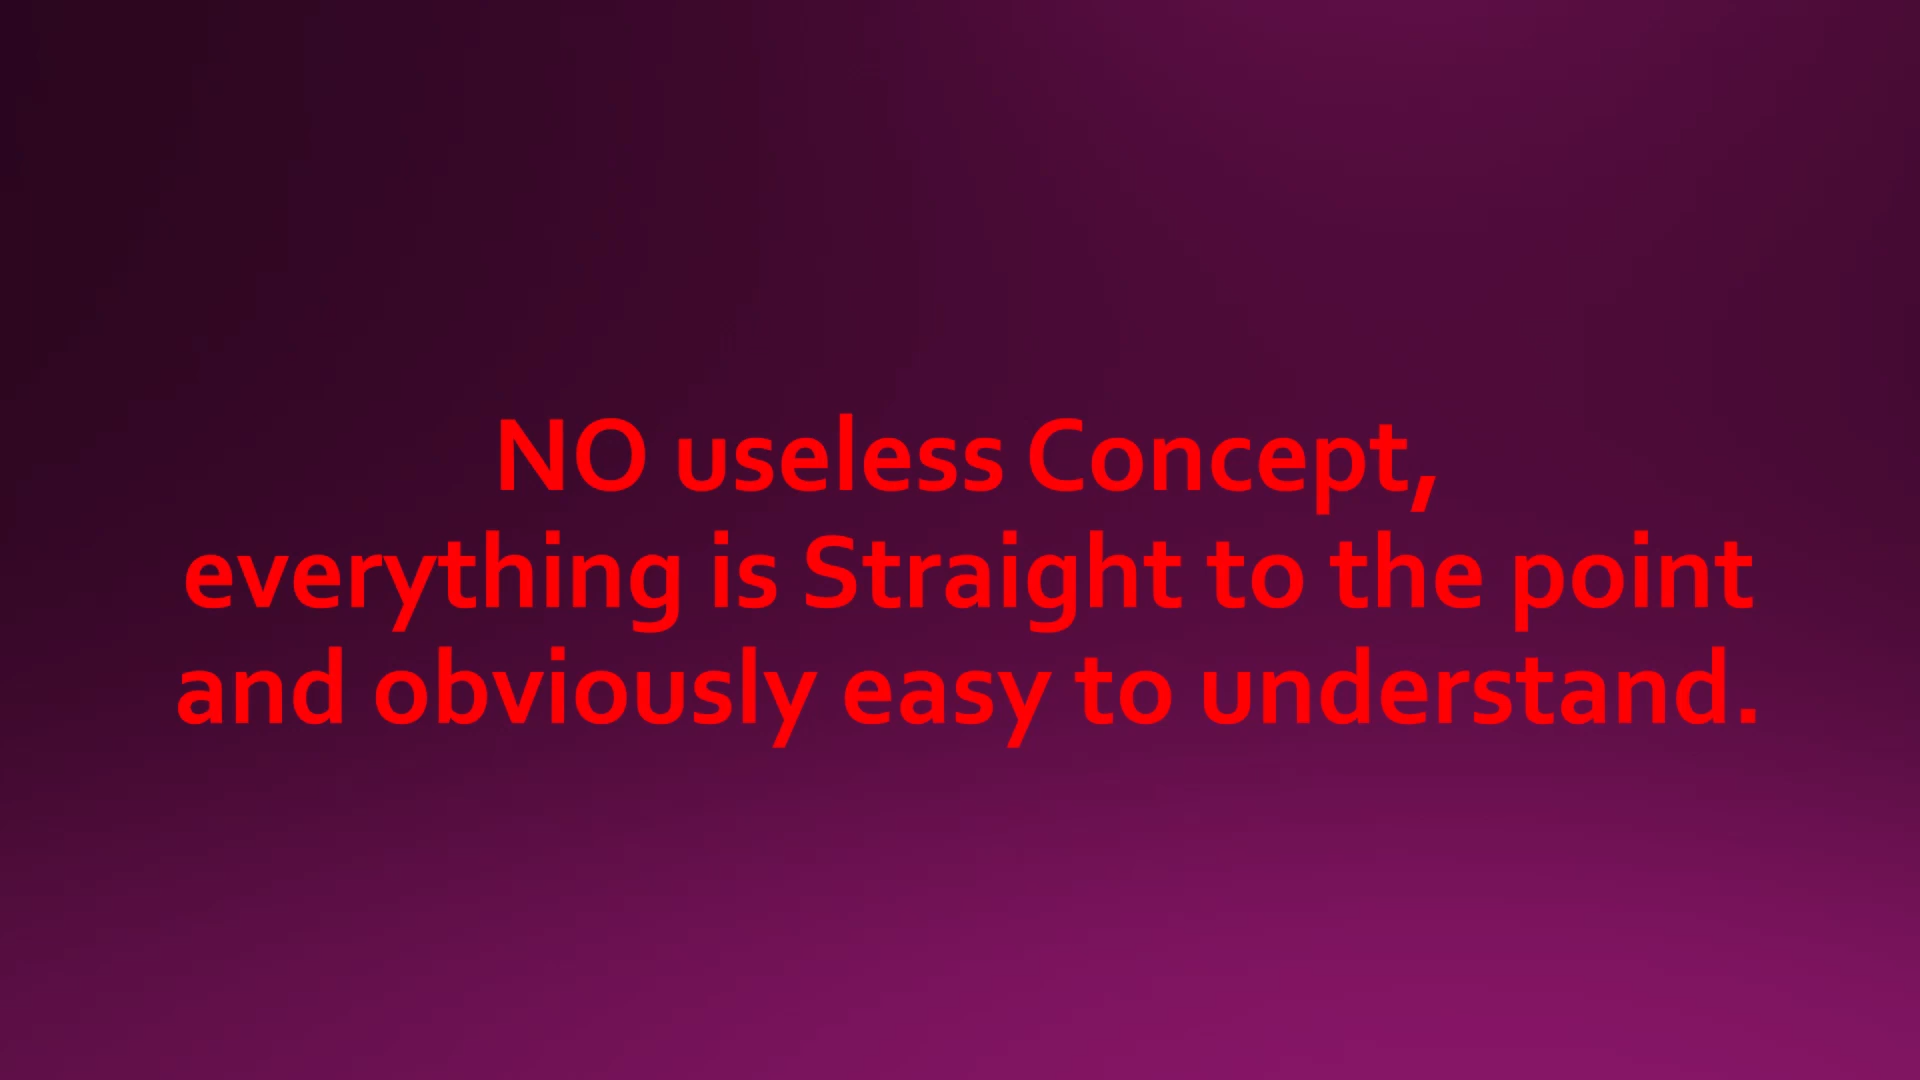 NO useless Concept,
everything is Straight to the point
and obviously easy to understand.